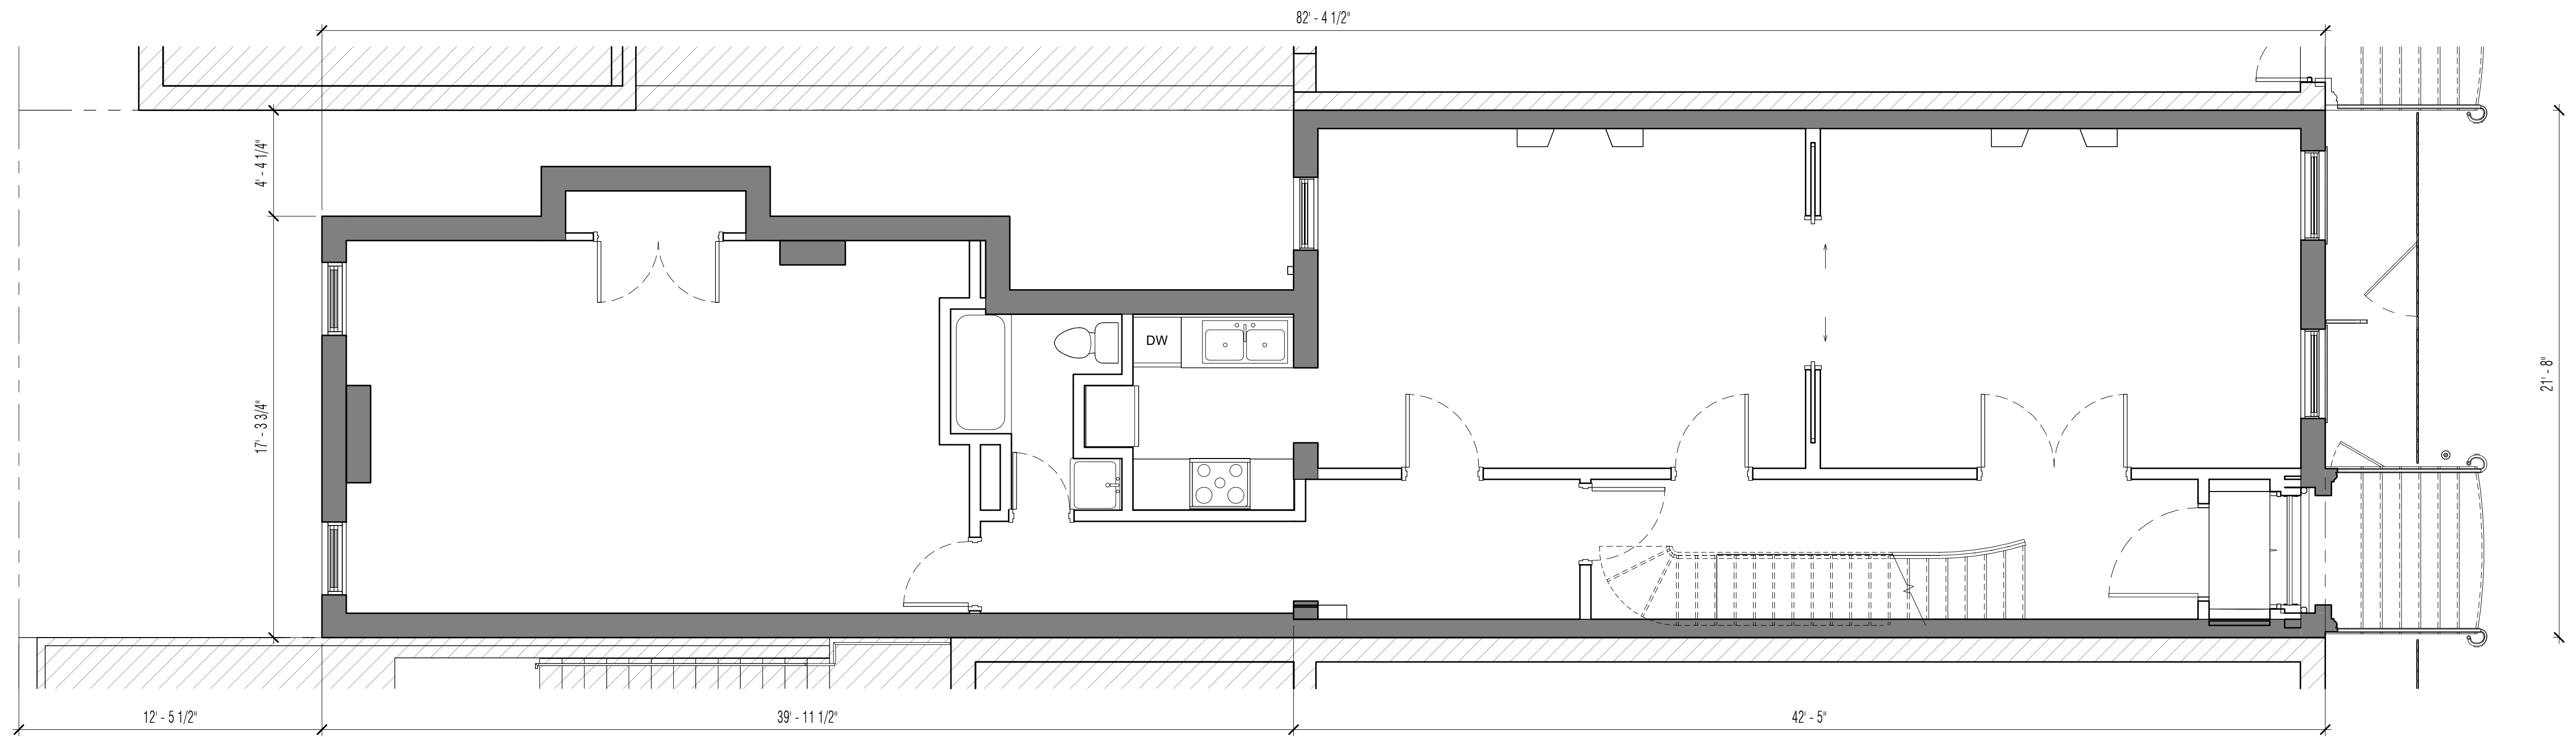 82' - 4 1/2"
4' - 4 1/4"
17' - 3 3/4"
DW
21' - 8"
12' - 5 1/2"
39' - 11 1/2"
42' - 5"